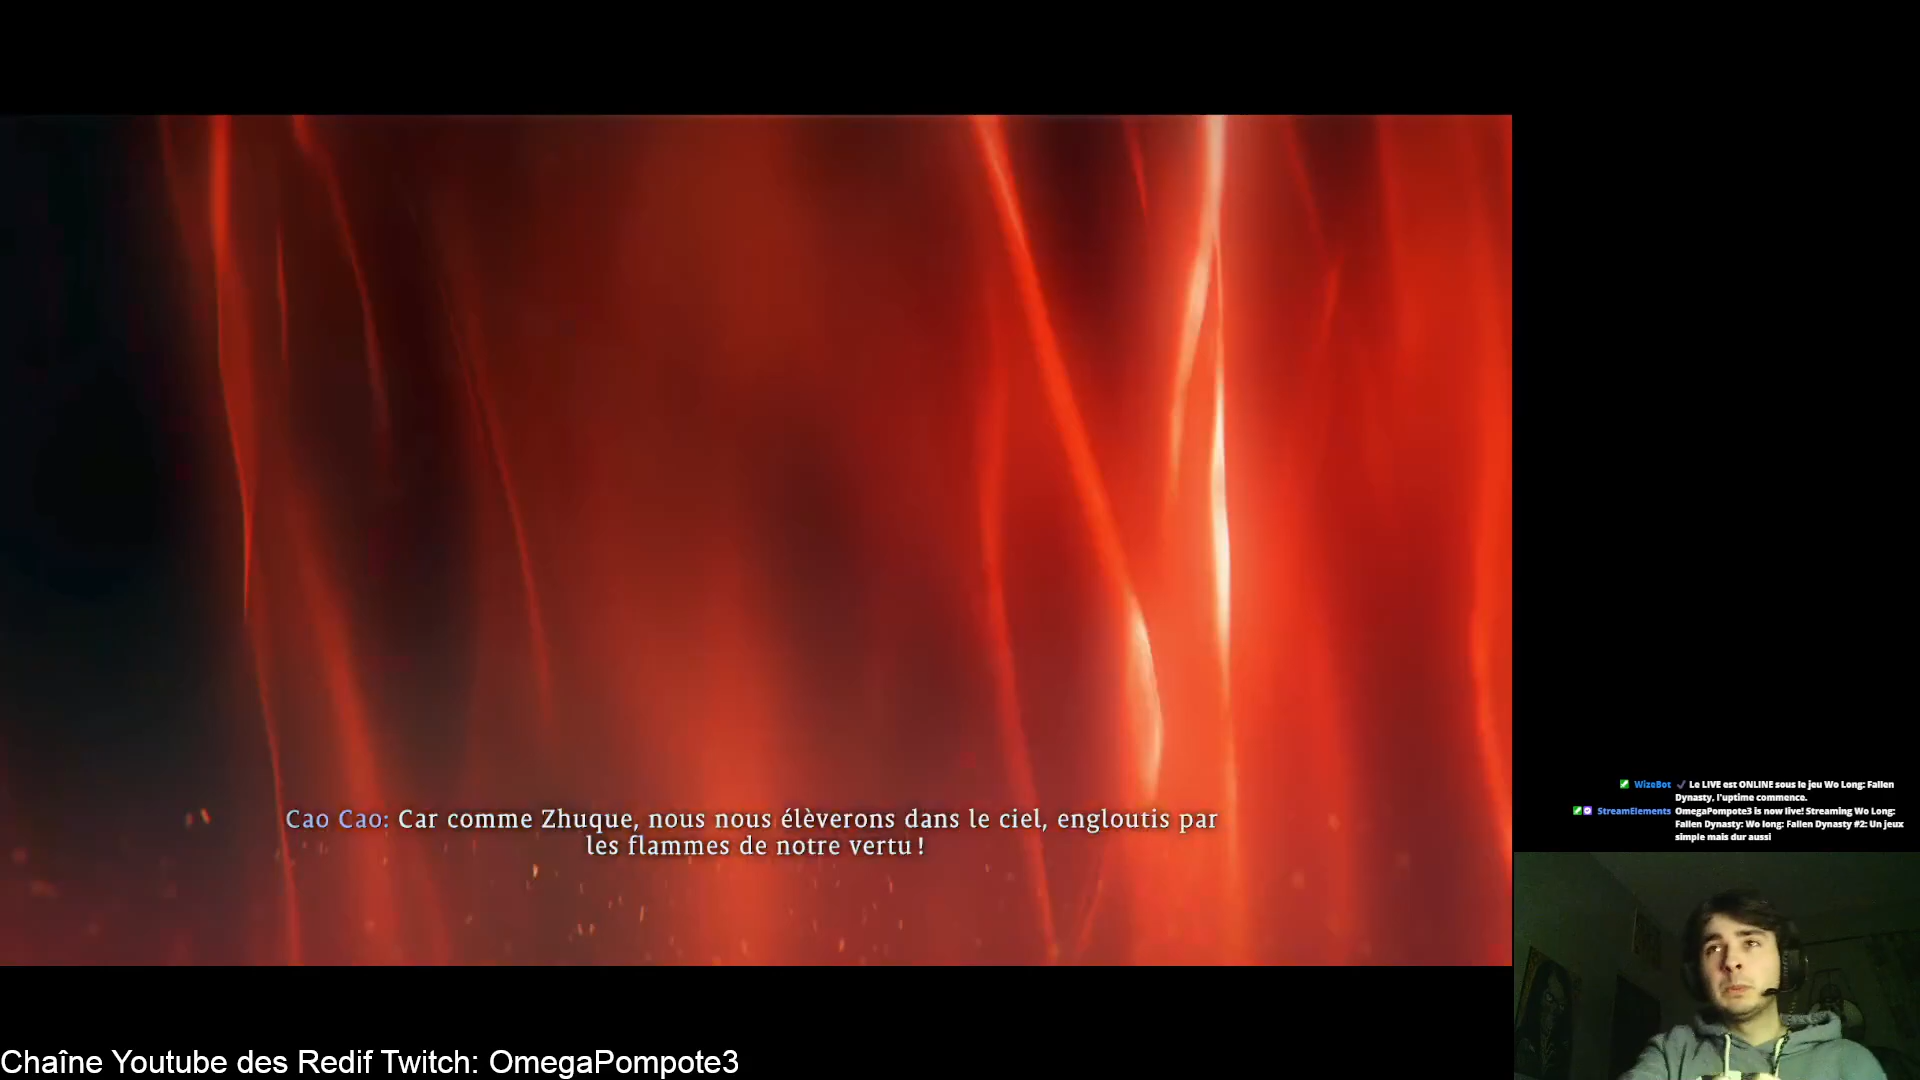 Cao Cao: Car comme Zhuque, nous nous élèverons dans le ciel, engloutis par
les flammes de notre vertu !
WizeBot Le LIVE est ONLINE sous le jeu Wo Long: Fallen
Dynasty, l'uptime commence.
StreamElements OmegaPompote3 is now live! Streaming Wo Long:
Fallen Dynasty: Wo long: Fallen Dynasty #2: Un jeux
simple mais dur aussi
Chaîne Youtube des Redif Twitch: OmegaPompote3